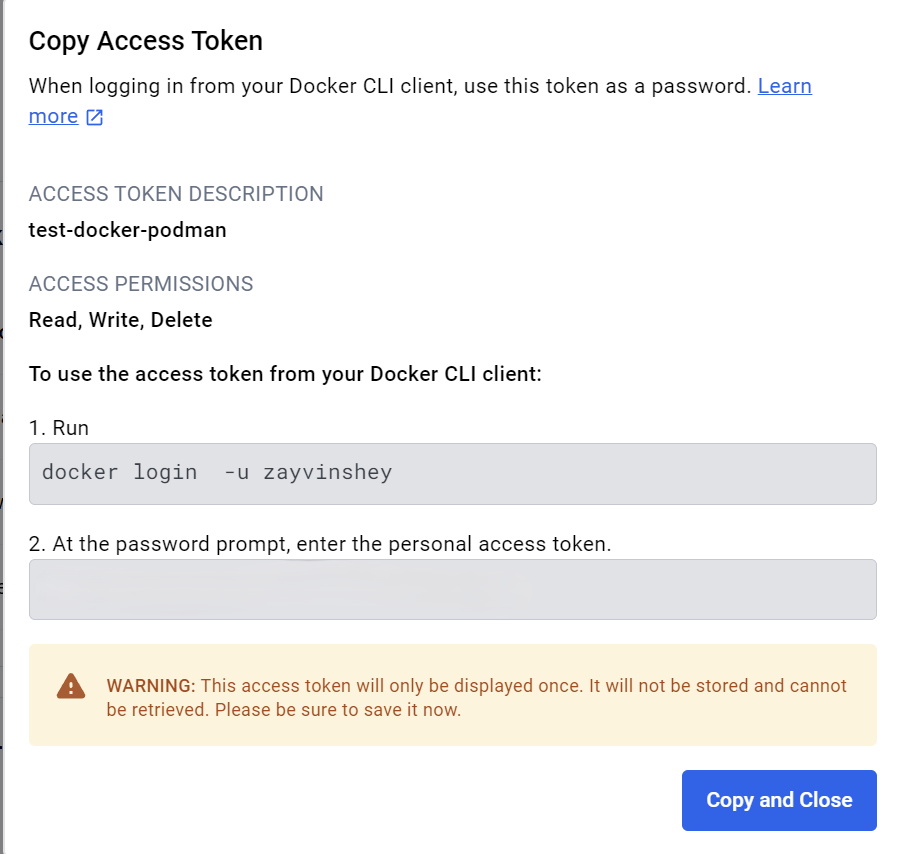 Copy Access Token
When logging in from your Docker CLI client, use this token as a password. Learn
more
ACCESS TOKEN DESCRIPTION
test-docker-podman
ACCESS PERMISSIONS
Read, Write, Delete
To use the access token from your Docker CLI client:
1. Run
docker login  -u zayvinshey
2. At the password prompt, enter the personal access token.
WARNING: This access token will only be displayed once. It will not be stored and cannot
be retrieved. Please be sure to save it now.
Copy and Close